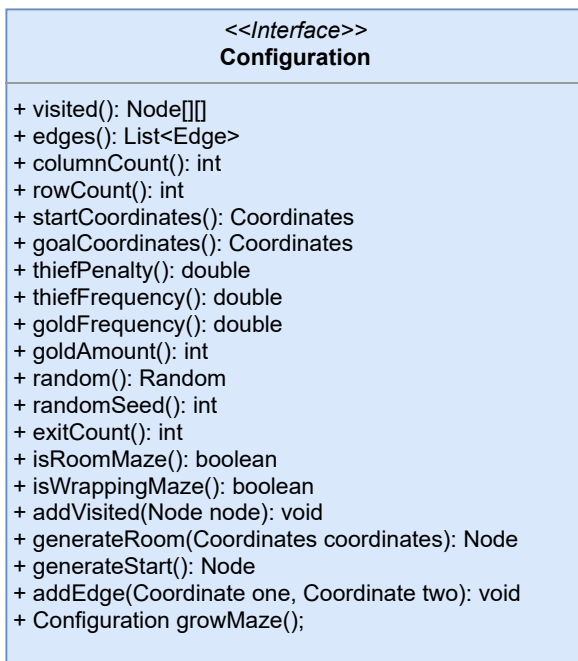 <<Interface>>
Configuration
+ visited(): Node[][]
+ edges(): List<Edge>
+ columnCount(): int
+ rowCount(): int
+ startCoordinates(): Coordinates
+ goalCoordinates(): Coordinates
+ thiefPenalty(): double
+ thiefFrequency(): double
+ goldFrequency(): double
+ goldAmount(): int
+ random(): Random
+ randomSeed(): int
+ exitCount(): int
+ isRoomMaze(): boolean
+ isWrappingMaze(): boolean
+ addVisited(Node node): void
+ generateRoom(Coordinates coordinates): Node
+ generateStart(): Node
+ addEdge(Coordinate one, Coordinate two): void
+ Configuration growMaze();